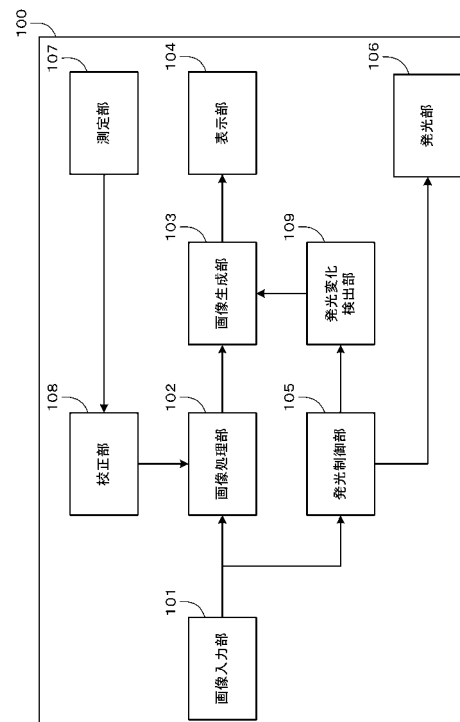 100
107
測定部
108
校正部
104
表示部
103
画像生成部
102
画像処理部
101
画像入力部
109
発光変化
検出部
105
発光制御部
106
発光部